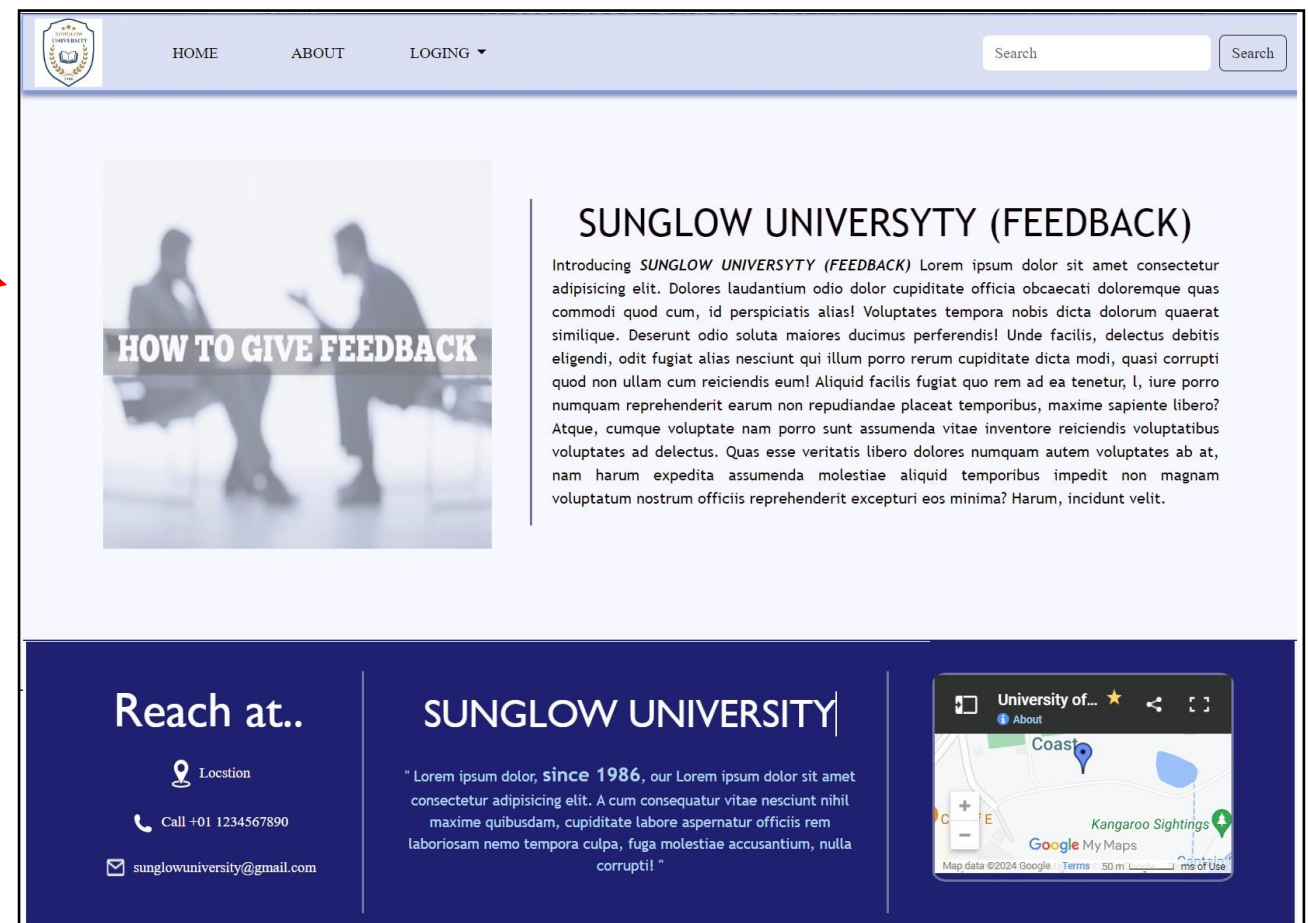 SUNGLOW
UNIVERSITY
1986
HOME ABOUT LOGING
Search Search
HOW TO GIVE FEEDBACK
SUNGLOW UNIVERSYTY (FEEDBACK)
Introducing SUNGLOW UNIVERSYTY (FEEDBACK) Lorem ipsum dolor sit amet consectetur
adipisicing elit. Dolores laudantium odio dolor cupiditate officia obcaecati doloremque quas
commodi quod cum, id perspiciatis alias! Voluptates tempora nobis dicta dolorum quaerat
similique. Deserunt odio soluta maiores ducimus perferendis! Unde facilis, delectus debitis
eligendi, odit fugiat alias nesciunt qui illum porro rerum cupiditate dicta modi, quasi corrupti
quod non ullam cum reiciendis eum! Aliquid facilis fugiat quo rem ad ea tenetur, l, iure porro
numquam reprehenderit earum non repudiandae placeat temporibus, maxime sapiente libero?
Atque, cumque voluptate nam porro sunt assumenda vitae inventore reiciendis voluptatibus
voluptates ad delectus. Quas esse veritatis libero dolores numquam autem voluptates ab at,
nam harum expedita assumenda molestiae aliquid temporibus impedit non magnam
voluptatum nostrum officiis reprehenderit excepturi eos minima? Harum, incidunt velit.
Reach at..
Locstion
Call +01 1234567890
sunglowuniversity@gmail.com
SUNGLOW UNIVERSITY
" Lorem ipsum dolor, since 1986, our Lorem ipsum dolor sit amet
consectetur adipisicing elit. A cum consequatur vitae nesciunt nihil
maxime quibusdam, cupiditate labore aspernatur officiis rem
laboriosam nemo tempora culpa, fuga molestiae accusantium, nulla
corrupti! "
University of...
About
Coast
Kangaroo Sightings
Google My Maps
Map data ©2024 Google Terms 50 m ms of Use